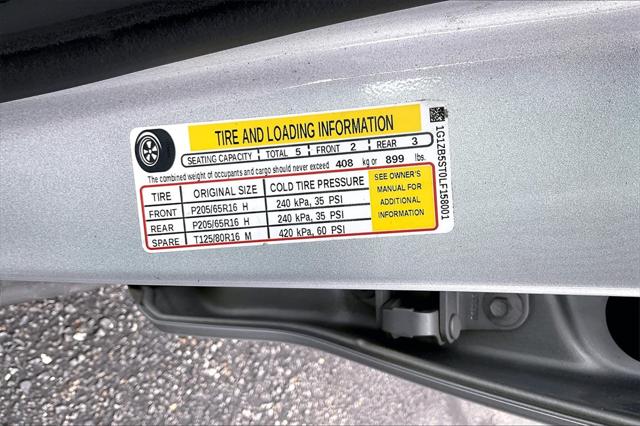 TIRE AND LOADING INFORMATION
SEATING CAPACITY TOTAL 5 FRONT 2 REAR 3
The combined weight of occupants and cargo should never exceed 408 kg or 899 lbs.
TIRE ORIGINAL SIZE COLD TIRE PRESSURE
FRONT P205/65R16 H 240 kPa, 35 PSI
REAR P205/65R16 H 240 kPa, 35 PSI
SPARE T125/80R16 M 420 kPa, 60 PSI
SEE OWNER'S
MANUAL FOR
ADDITIONAL
INFORMATION
1G1ZB5ST0LF158001